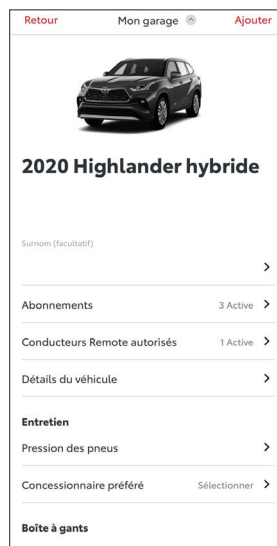 Retour Mon garage Ajouter
2020 Highlander hybride
Surnom (facultatif)
Abonnements 3 Active
Conducteurs Remote autorisés 1 Active
Détails du véhicule
Entretien
Pression des pneus
Concessionnaire préféré Sélectionner
Boîte à gants